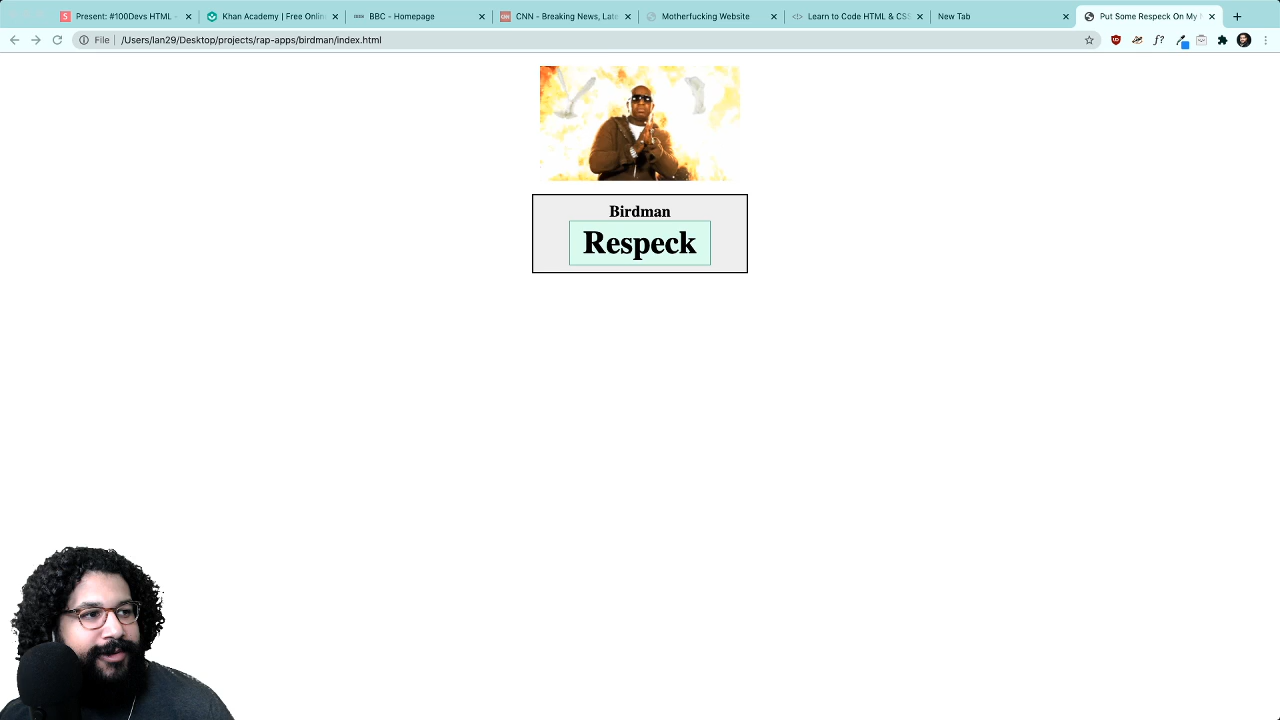 Present: #100Devs HTML -
Khan Academy | Free Onlin
BBC - Homepage
CNN - Breaking News, Late
Motherfucking Website
Learn to Code HTML & CSS
New Tab
Put Some Respeck On My
File
/Users/lan29/Desktop/projects/rap-apps/birdman/index.html
Birdman
Respeck